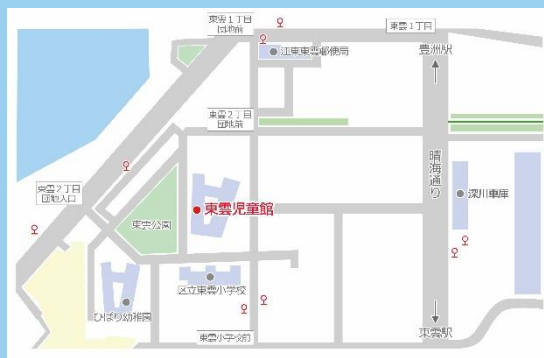 東雲1丁目
団地前
東雲1丁目
江東東雲郵便局
豊洲駅
東雲2丁目
団地前
晴海通り
深川車庫
東雲2丁目
団地入口
東雲児童館
東雲公園
区立東雲小学校
ひばり幼稚園
東雲小学校前
東雲駅